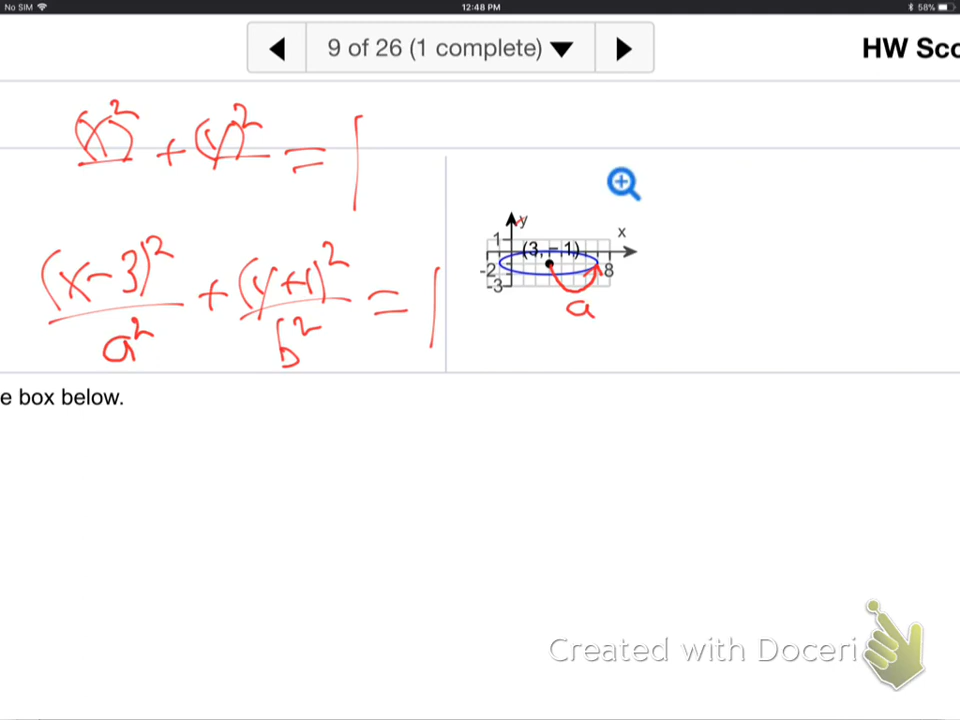 No SIM 12:48 PM 58%
9 of 26 (1 complete) HW Sco
(x)² + (y)² = 1
y
x
1
(3, −1)
-2 8
-3
a
(x-3)²/a² + (y+1)²/b² = 1
e box below.
Created with Doceri